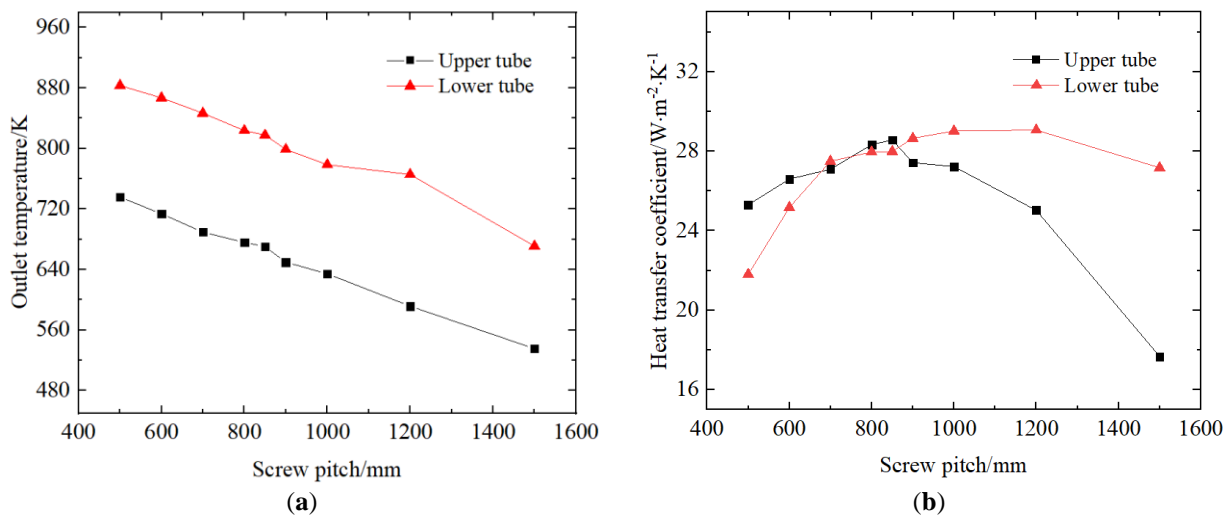 960
880
800
720
640
560
480
400
600
800
1000
1200
1400
1600
Outlet temperature/K
Screw pitch/mm
Upper tube
Lower tube
(a)
32
28
24
20
16
400
600
800
1000
1200
1400
1600
Heat transfer coefficient/W·m⁻²·K⁻¹
Screw pitch/mm
Upper tube
Lower tube
(b)